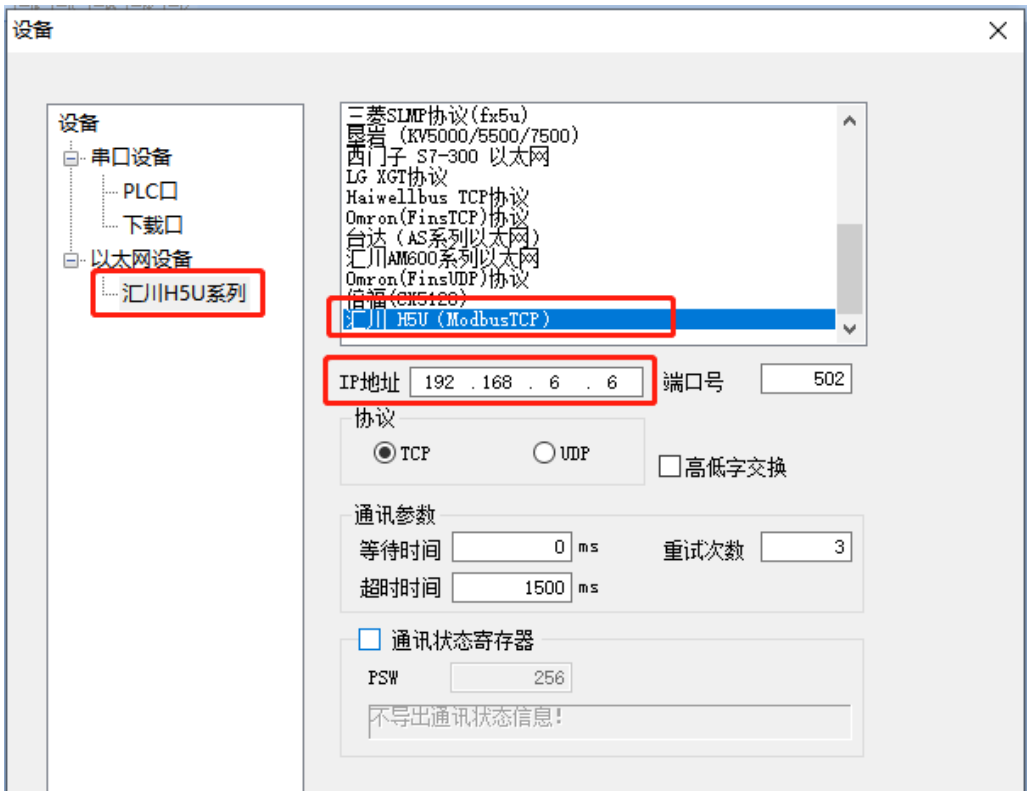 设备
设备
串口设备
PLC口
下载口
以太网设备
汇川H5U系列
三菱SLMP协议(fx5u)
(KV5000/5500/7500)
西门子 S7-300 以太网
LG XGT协议
Haiwellbus TCP协议
Omron(FinsTCP)协议
台达（AS系列以太网）
汇川AM600系列以太网
Omron(FinsUDP)协议
倍福(CX5120)
汇川 H5U (ModbusTCP)
IP地址 192 .168 . 6 . 6 端口号 502
协议
TCP UDP
高低字交换
通讯参数
等待时间 0 ms 重试次数 3
超时时间 1500 ms
通讯状态寄存器
PSW 256
不导出通讯状态信息!